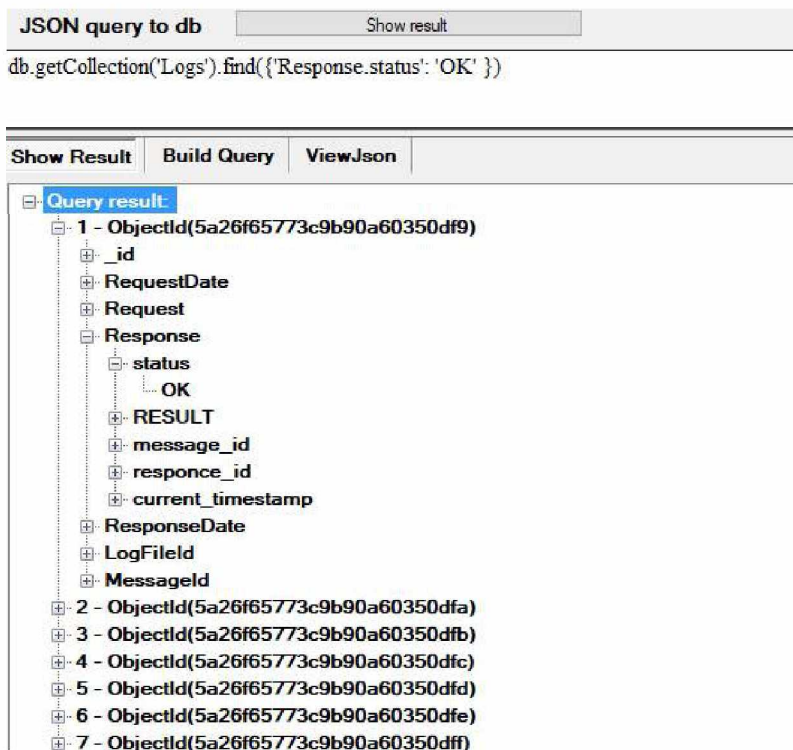 JSON query to db Show result
db.getCollection('Logs').find({'Response.status': 'OK' })
Show Result Build Query ViewJson
Query result:
1 - ObjectId(5a26f65773c9b90a60350df9)
_id
RequestDate
Request
Response
status
OK
RESULT
message_id
responce_id
current_timestamp
ResponseDate
LogFileId
MessageId
2 - ObjectId(5a26f65773c9b90a60350dfa)
3 - ObjectId(5a26f65773c9b90a60350dfb)
4 - ObjectId(5a26f65773c9b90a60350dfc)
5 - ObjectId(5a26f65773c9b90a60350dfd)
6 - ObjectId(5a26f65773c9b90a60350dfe)
7 - ObjectId(5a26f65773c9b90a60350dff)